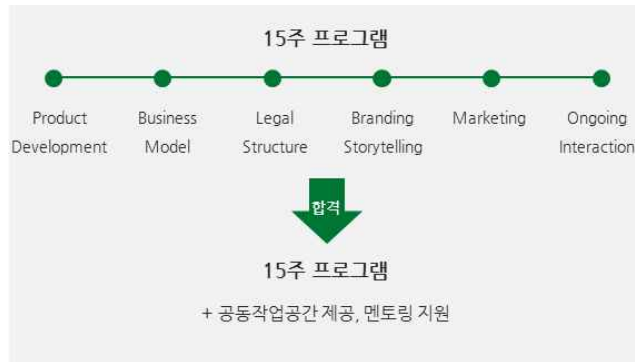 15주 프로그램
Product Development
Business Model
Legal Structure
Branding Storytelling
Marketing
Ongoing Interaction
합격
15주 프로그램
+ 공동작업공간 제공, 멘토링 지원